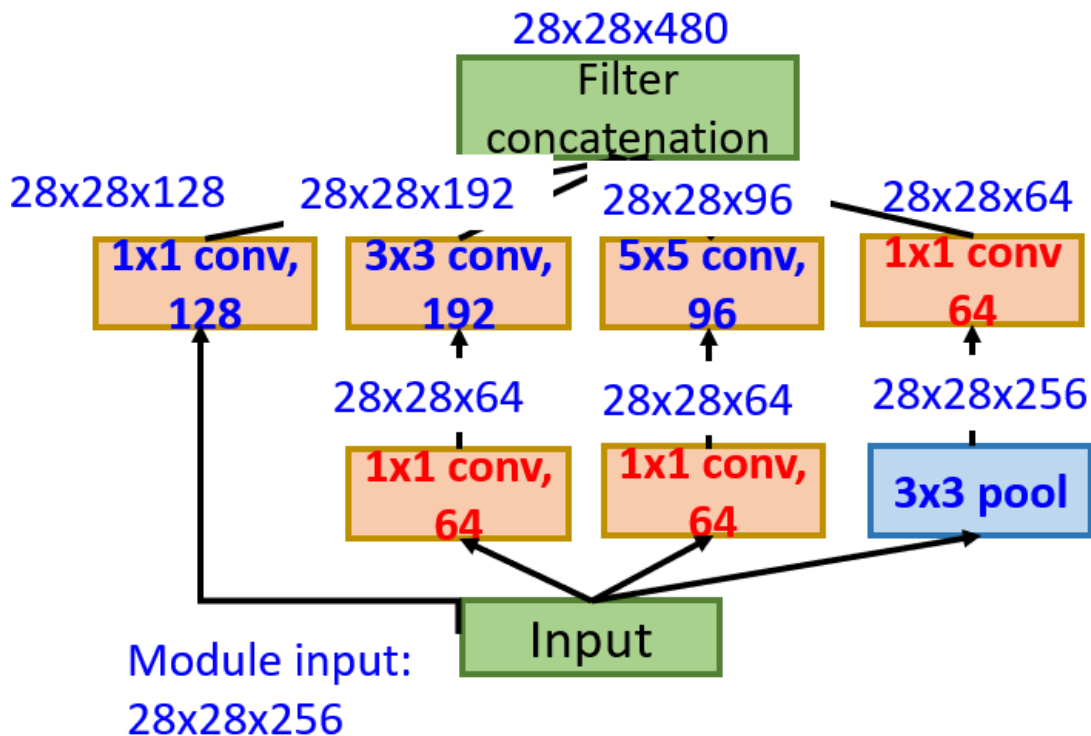 28x28x480
Filter
concatenation
28x28x128
28x28x192
28x28x96
28x28x64
1x1 conv,
128
3x3 conv,
192
5x5 conv,
96
1x1 conv
64
28x28x64
28x28x64
28x28x256
1x1 conv,
64
1x1 conv,
64
3x3 pool
Input
Module input:
28x28x256